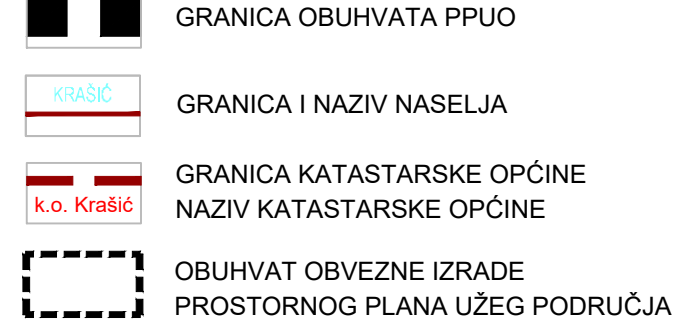 GRANICA OBUHVATA PPUO
KRAŠIĆ
GRANICA I NAZIV NASELJA
GRANICA KATASTARSKE OPĆINE
k.o. Krašić
NAZIV KATASTARSKE OPĆINE
OBUHVAT OBVEZNE IZRADE
PROSTORNOG PLANA UŽEG PODRUČJA